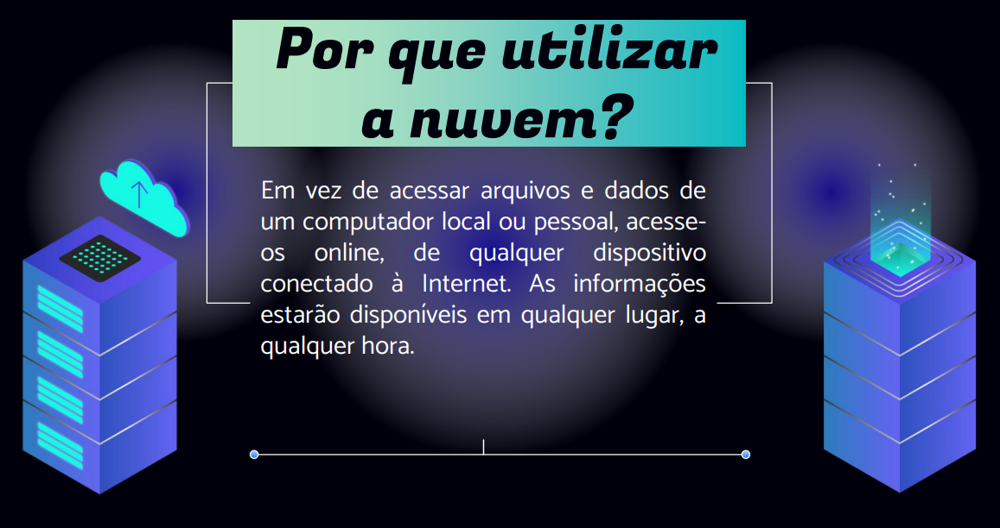 Por que utilizar
a nuvem?
Em vez de acessar arquivos e dados de
um computador local ou pessoal, acesse-
os online, de qualquer dispositivo
conectado à Internet. As informações
estarão disponíveis em qualquer lugar, a
qualquer hora.